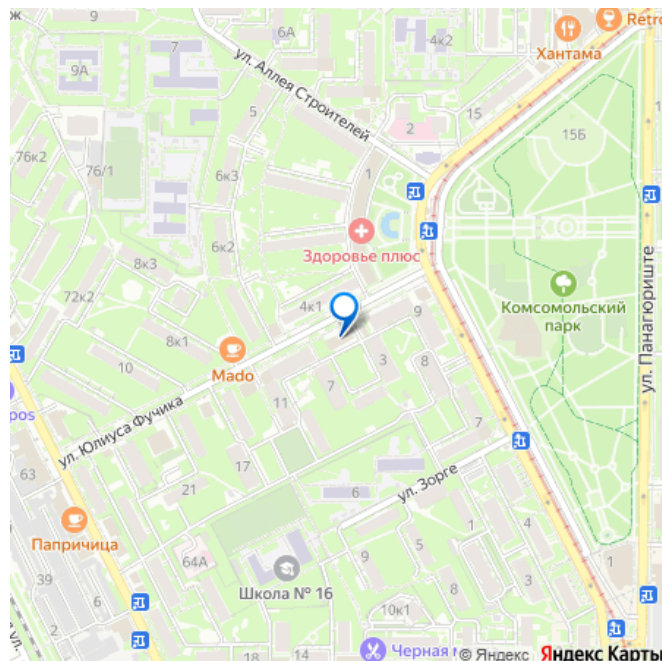 ж
9
7
4к2
Retro
Хантама
9А
ул. Аллея Строителей
15
5
2
15Б
76к2
76/1
6к3
1
Здоровье плюс
6к2
8к3
72к2
4к1
Комсомольский
парк
ул. Панагюриште
9
8к1
Mado
10
8
3
7
pos
11
ул. Юлиуса Фучика
7
63
17
21
6
ул. Зорге
Папричица
64А
9
5
1
4
39
Школа № 16
8
3
1
2
6
10к1
ул.
18
14
Черная м
© Яндекс
Яндекс Карты